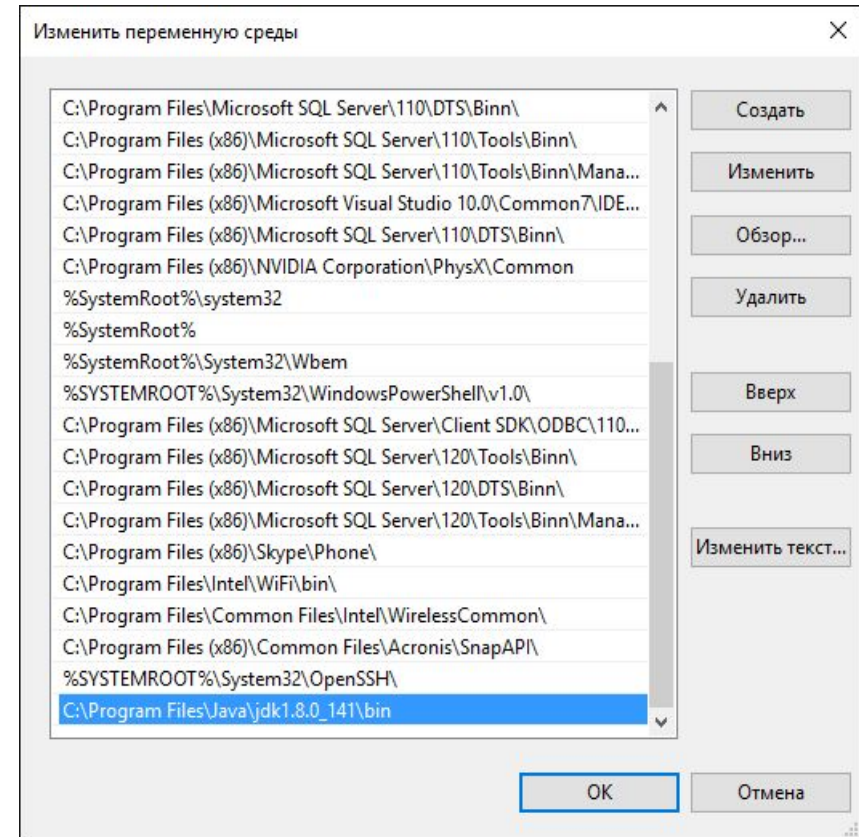 Изменить переменную среды
C:\Program Files\Microsoft SQL Server\110\DTS\Binn\
C:\Program Files (x86)\Microsoft SQL Server\110\Tools\Binn\
C:\Program Files (x86)\Microsoft SQL Server\110\Tools\Binn\Mana...
C:\Program Files (x86)\Microsoft Visual Studio 10.0\Common7\IDE...
C:\Program Files (x86)\Microsoft SQL Server\110\DTS\Binn\
C:\Program Files (x86)\NVIDIA Corporation\PhysX\Common
%SystemRoot%\system32
%SystemRoot%
%SystemRoot%\System32\Wbem
%SYSTEMROOT%\System32\WindowsPowerShell\v1.0\
C:\Program Files (x86)\Microsoft SQL Server\Client SDK\ODBC\110...
C:\Program Files (x86)\Microsoft SQL Server\120\Tools\Binn\
C:\Program Files (x86)\Microsoft SQL Server\120\DTS\Binn\
C:\Program Files (x86)\Microsoft SQL Server\120\Tools\Binn\Mana...
C:\Program Files (x86)\Skype\Phone\
C:\Program Files\Intel\WiFi\bin\
C:\Program Files\Common Files\Intel\WirelessCommon\
C:\Program Files (x86)\Common Files\Acronis\SnapAPI\
%SYSTEMROOT%\System32\OpenSSH\
C:\Program Files\Java\jdk1.8.0_141\bin
Создать
Изменить
Обзор...
Удалить
Вверх
Вниз
Изменить текст...
ОК
Отмена